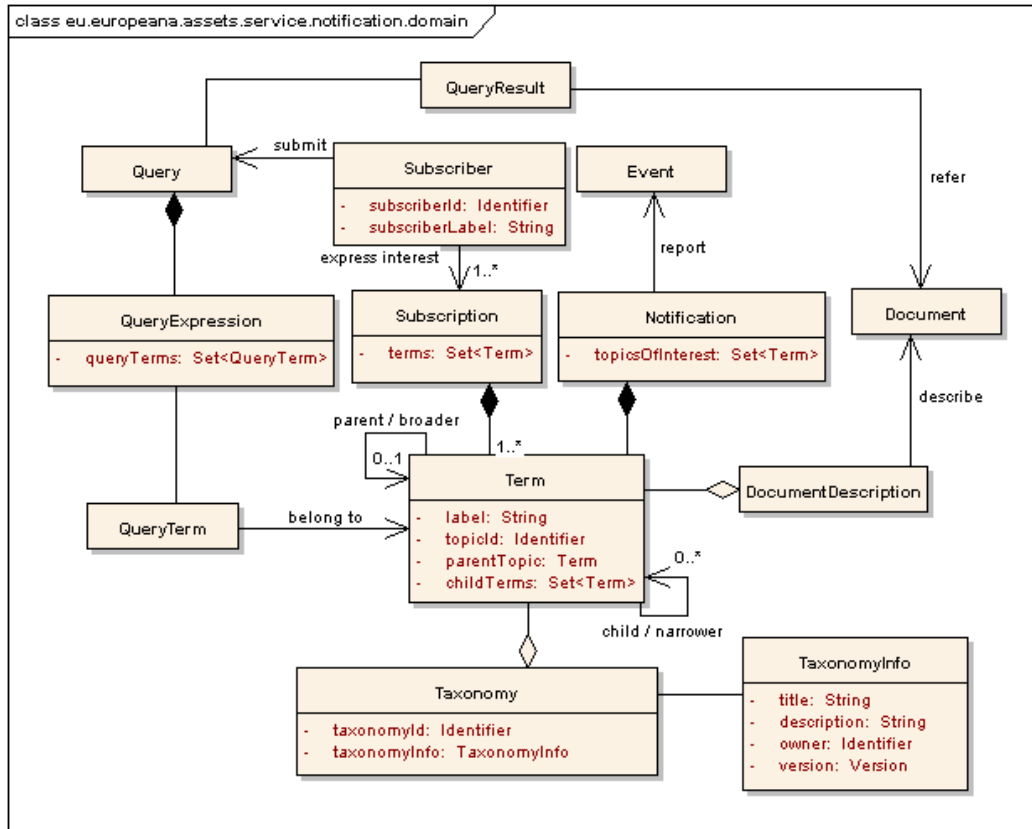 class eu.europeana.assets.service.notification.domain
QueryResult
submit
Query
Subscriber
- subscriberId: Identifier
- subscriberLabel: String
Event
refer
express interest
1..*
report
QueryExpression
- queryTerms: Set<QueryTerm>
Subscription
- terms: Set<Term>
Notification
- topicsOfInterest: Set<Term>
Document
describe
parent / broader
0..1
1..*
Term
- label: String
- topicId: Identifier
- parentTopic: Term
- childTerms: Set<Term>
DocumentDescription
QueryTerm
belong to
0..*
child / narrower
Taxonomy
- taxonomyId: Identifier
- taxonomyInfo: TaxonomyInfo
TaxonomyInfo
- title: String
- description: String
- owner: Identifier
- version: Version